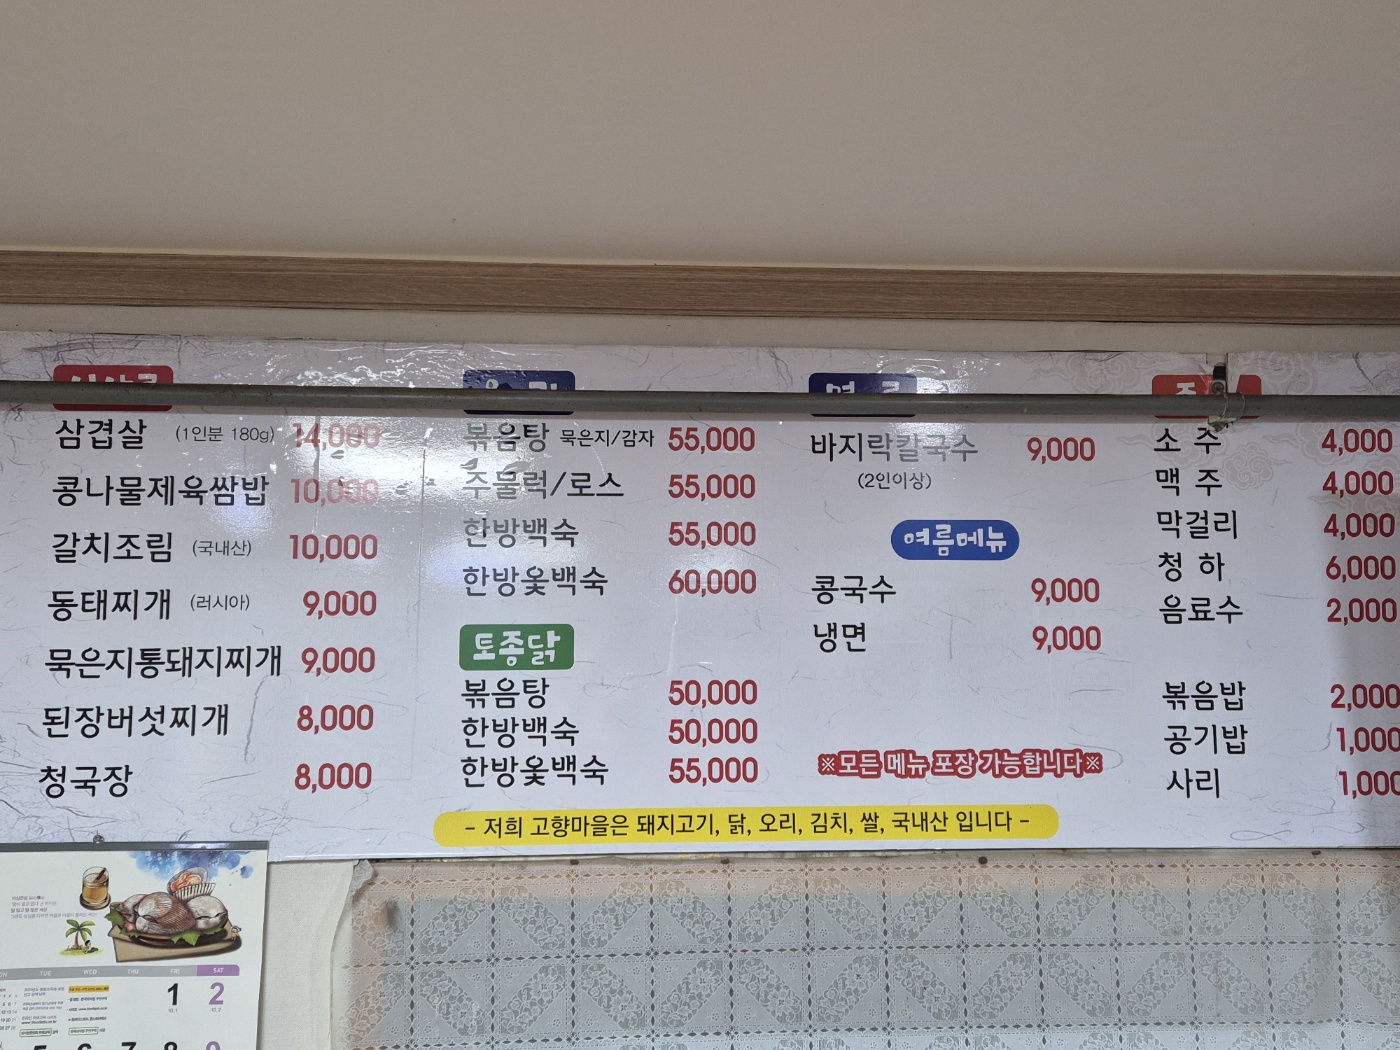 삼겹살 (1인분 180g) 14,000
콩나물제육쌈밥 10,000
갈치조림 (국내산) 10,000
동태찌개 (러시아) 9,000
묵은지통돼지찌개 9,000
된장버섯찌개 8,000
청국장 8,000
볶음탕 묵은지/감자 55,000
주물럭/로스 55,000
한방백숙 55,000
한방옻백숙 60,000
토종닭
볶음탕 50,000
한방백숙 50,000
한방옻백숙 55,000
바지락칼국수 9,000
(2인이상)
여름메뉴
콩국수 9,000
냉면 9,000
※모든 메뉴 포장 가능합니다※
소주 4,000
맥주 4,000
막걸리 4,000
청하 6,000
음료수 2,000
볶음밥 2,000
공기밥 1,000
사리 1,000
- 저희 고향마을은 돼지고기, 닭, 오리, 김치, 쌀, 국내산 입니다 -
TUE WED THU FRI SAT
1 2